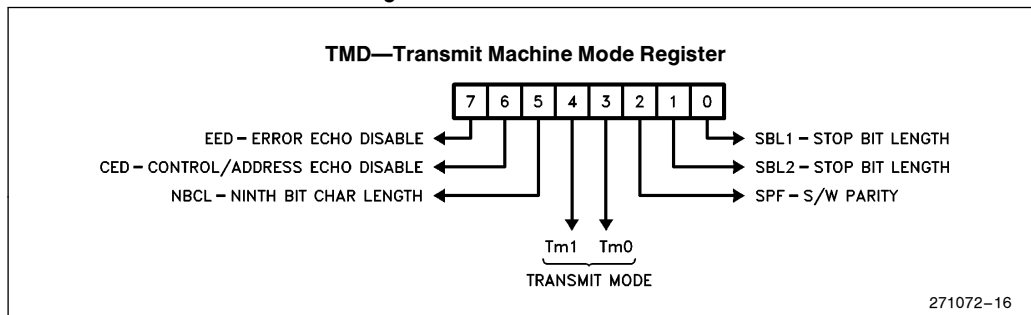 TMD—Transmit Machine Mode Register
7 6 5 4 3 2 1 0
EED – ERROR ECHO DISABLE
CED – CONTROL/ADDRESS ECHO DISABLE
NBCL – NINTH BIT CHAR LENGTH
SBL1 – STOP BIT LENGTH
SBL2 – STOP BIT LENGTH
SPF – S/W PARITY
Tm1 Tm0
TRANSMIT MODE
271072–16